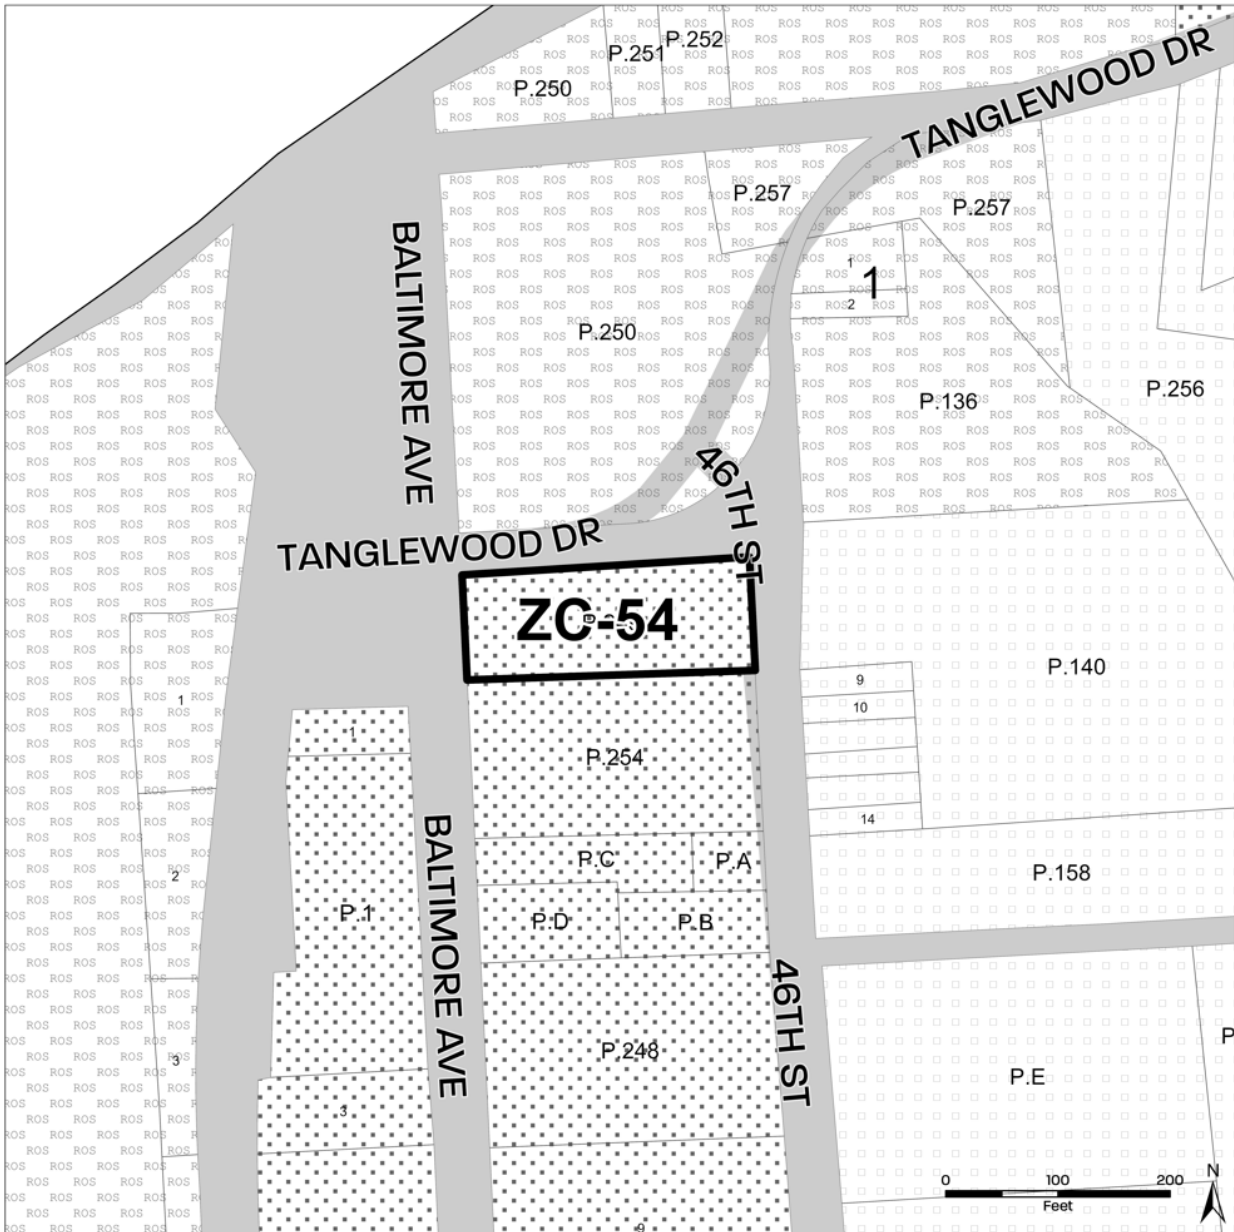 P.251
P.252
P.250
TANGLEWOOD DR
P.257
P.257
BALTIMORE AVE
1
1
2
P.250
P.256
P.136
46TH ST
TANGLEWOOD DR
ZC-54
P.140
9
10
1
1
P.254
14
BALTIMORE AVE
P.C
P.A
P.158
2
P.1
P.D
P.B
46TH ST
P.248
3
P.E
3
N
0 100 200
Feet
9
ROS